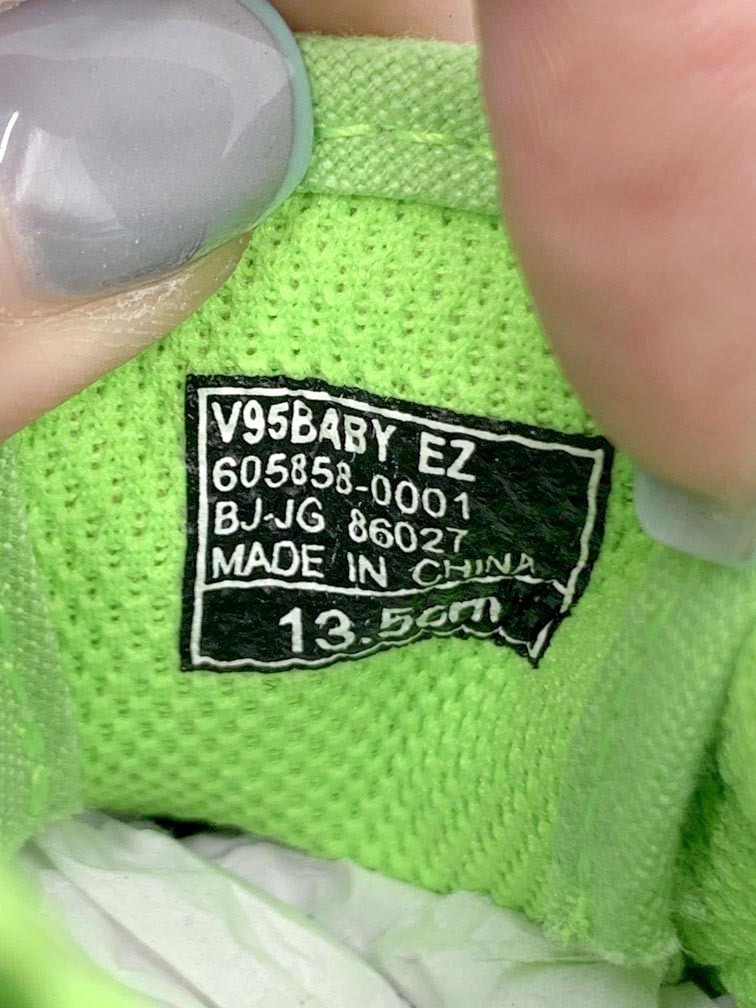 V95BABY EZ
605858-0001
BJ-JG 86027
MADE IN CHINA
13.5cm